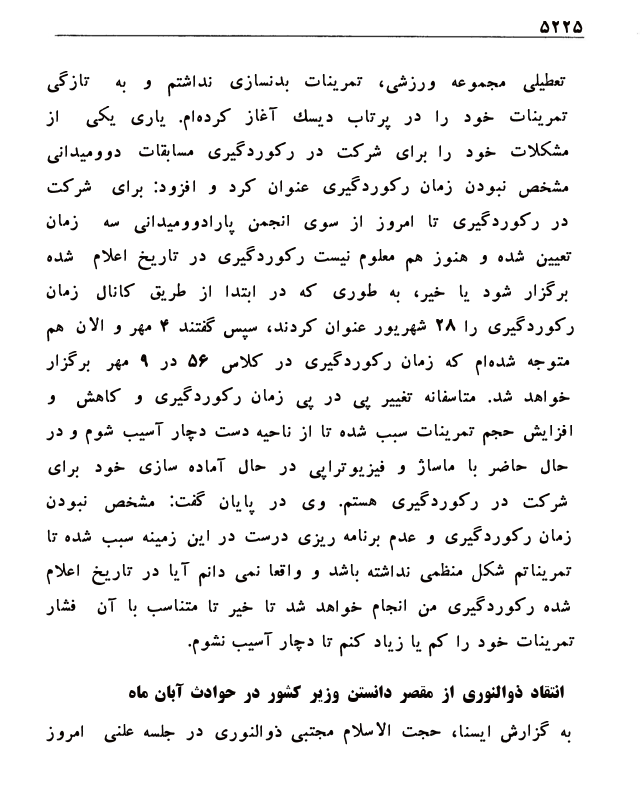 ۵۲۲۵
تعطیلی مجموعه ورزشی، تمرینات بدنسازی نداشتم و به تازگی
تمرینات خود را در پرتاب دیسك آغاز کرده‌ام. یاری یکی از
مشکلات خود را برای شرکت در رکوردگیری مسابقات دوومیدانی
مشخص نبودن زمان رکوردگیری عنوان کرد و افزود: برای شرکت
در رکوردگیری تا امروز از سوی انجمن پارادوومیدانی سه زمان
تعیین شده و هنوز هم معلوم نیست رکوردگیری در تاریخ اعلام شده
برگزار شود یا خیر، به طوری که در ابتدا از طریق کانال زمان
رکوردگیری را ۲۸ شهریور عنوان کردند، سپس گفتند ۴ مهر و الان هم
متوجه شده‌ام که زمان رکوردگیری در کلاس ۵۶ در ۹ مهر برگزار
خواهد شد. متاسفانه تغییر پی در پی زمان رکوردگیری و کاهش و
افزایش حجم تمرینات سبب شده تا از ناحیه دست دچار آسیب شوم و در
حال حاضر با ماساژ و فیزیوتراپی در حال آماده سازی خود برای
شرکت در رکوردگیری هستم. وی در پایان گفت: مشخص نبودن
زمان رکوردگیری و عدم برنامه ریزی درست در این زمینه سبب شده تا
تمریناتم شکل منظمی نداشته باشد و واقعا نمی دانم آیا در تاریخ اعلام
شده رکوردگیری من انجام خواهد شد تا خیر تا متناسب با آن فشار
تمرینات خود را کم یا زیاد کنم تا دچار آسیب نشوم.
انتقاد ذوالنوری از مقصر دانستن وزیر کشور در حوادث آبان ماه
به گزارش ایسنا، حجت الاسلام مجتبی ذوالنوری در جلسه علنی امروز